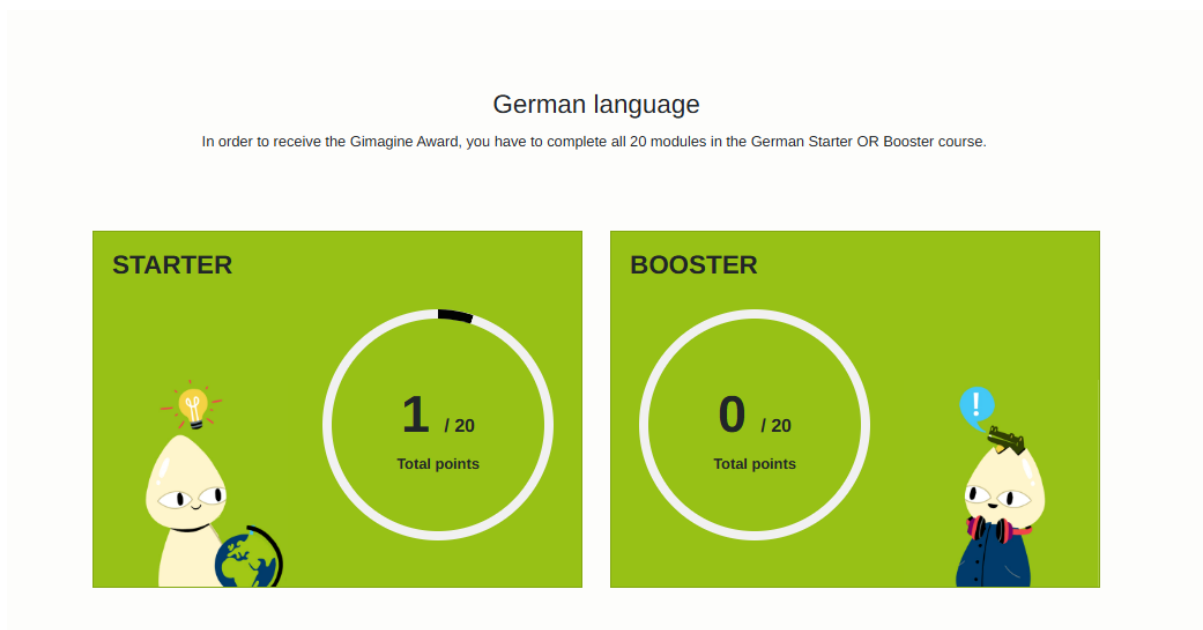 German language
In order to receive the Gimagine Award, you have to complete all 20 modules in the German Starter OR Booster course.
STARTER
1 / 20
Total points
BOOSTER
0 / 20
Total points
!